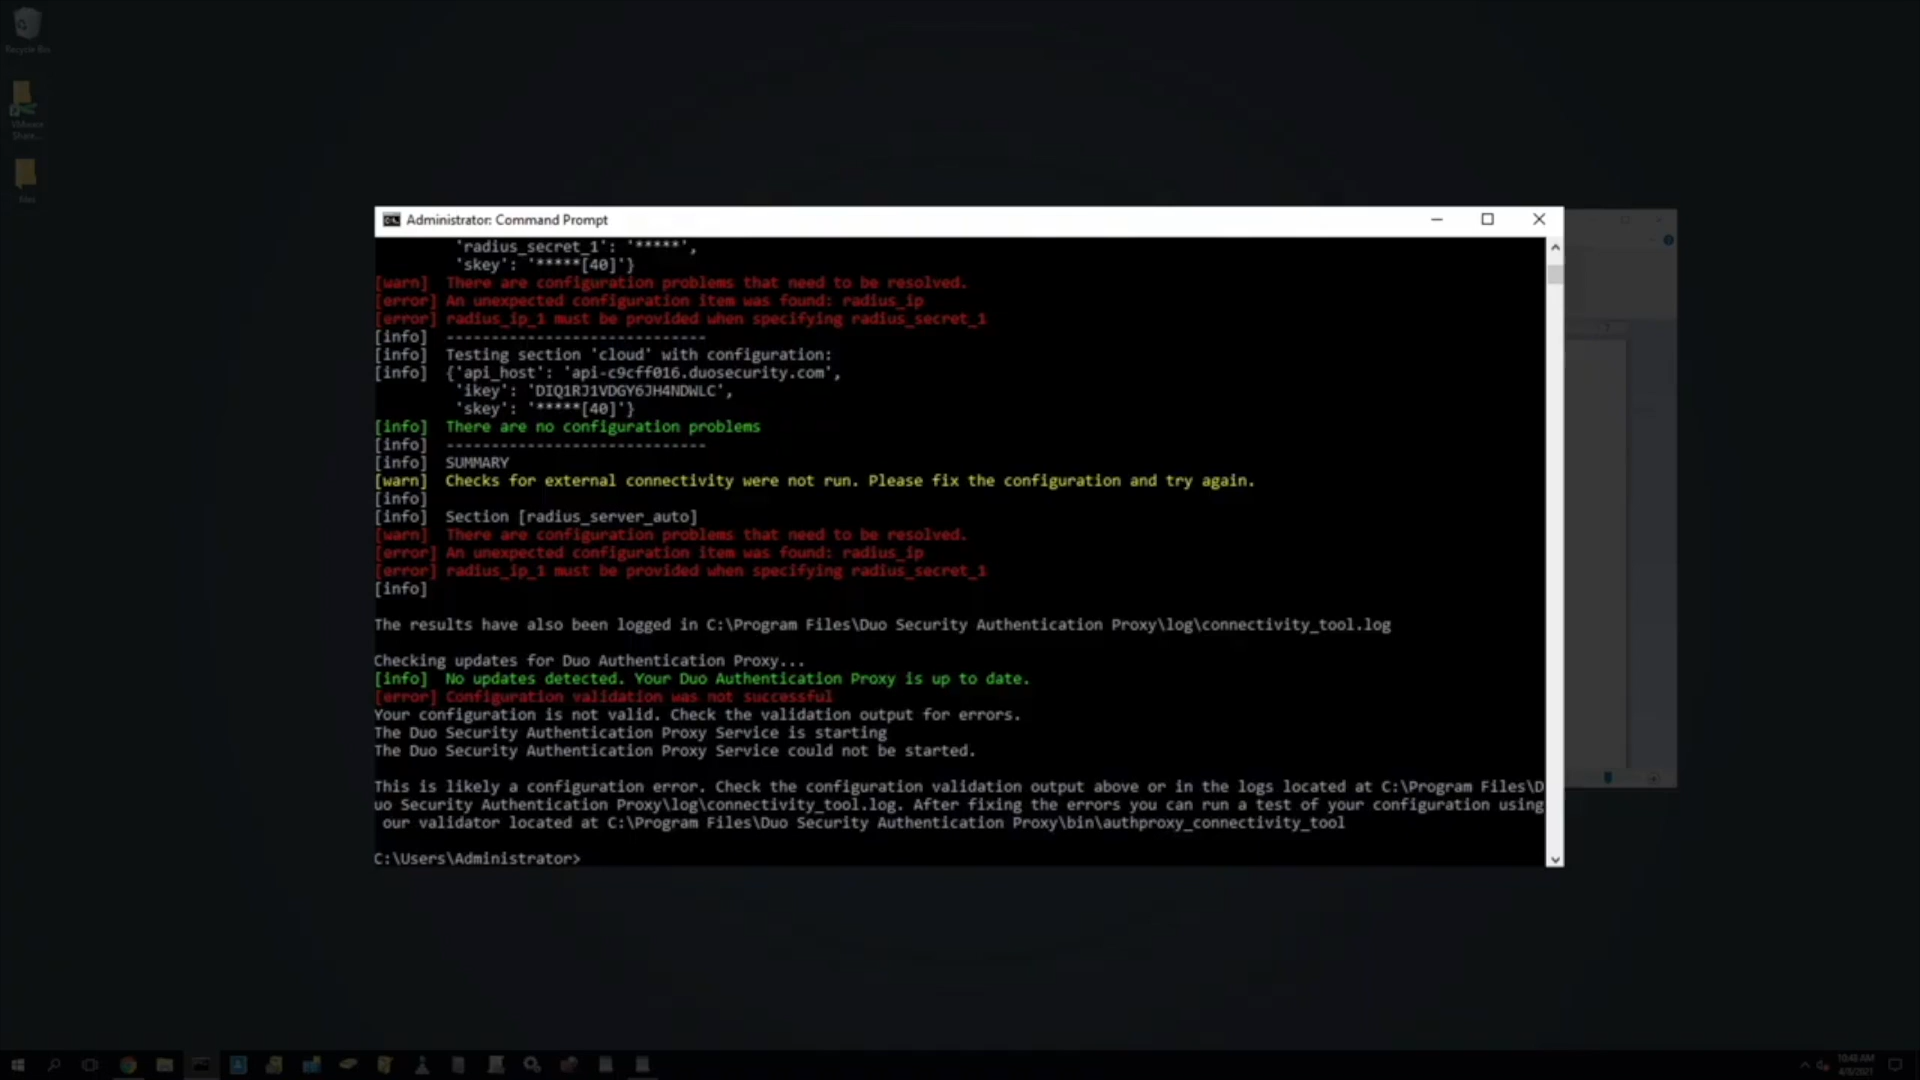 Recycle Bin
VMware
Share...
Files
Administrator: Command Prompt
'radius_secret_1': '*****',
'skey': '*****[40]'}
[warn] There are configuration problems that need to be resolved.
[error] An unexpected configuration item was found: radius_ip
[error] radius_ip_1 must be provided when specifying radius_secret_1
[info] -----------------------------
[info] Testing section 'cloud' with configuration:
[info] {'api_host': 'api-c9cff016.duosecurity.com',
'ikey': 'DIQ1RJ1VDGY6JH4NDWLC',
'skey': '*****[40]'}
[info] There are no configuration problems
[info] -----------------------------
[info] SUMMARY
[warn] Checks for external connectivity were not run. Please fix the configuration and try again.
[info]
[info] Section [radius_server_auto]
[warn] There are configuration problems that need to be resolved.
[error] An unexpected configuration item was found: radius_ip
[error] radius_ip_1 must be provided when specifying radius_secret_1
[info]
The results have also been logged in C:\Program Files\Duo Security Authentication Proxy\log\connectivity_tool.log
Checking updates for Duo Authentication Proxy...
[info] No updates detected. Your Duo Authentication Proxy is up to date.
[error] Configuration validation was not successful
Your configuration is not valid. Check the validation output for errors.
The Duo Security Authentication Proxy Service is starting
The Duo Security Authentication Proxy Service could not be started.
This is likely a configuration error. Check the configuration validation output above or in the logs located at C:\Program Files\D
uo Security Authentication Proxy\log\connectivity_tool.log. After fixing the errors you can run a test of your configuration using
our validator located at C:\Program Files\Duo Security Authentication Proxy\bin\authproxy_connectivity_tool
C:\Users\Administrator>
10:48 AM
4/8/2021